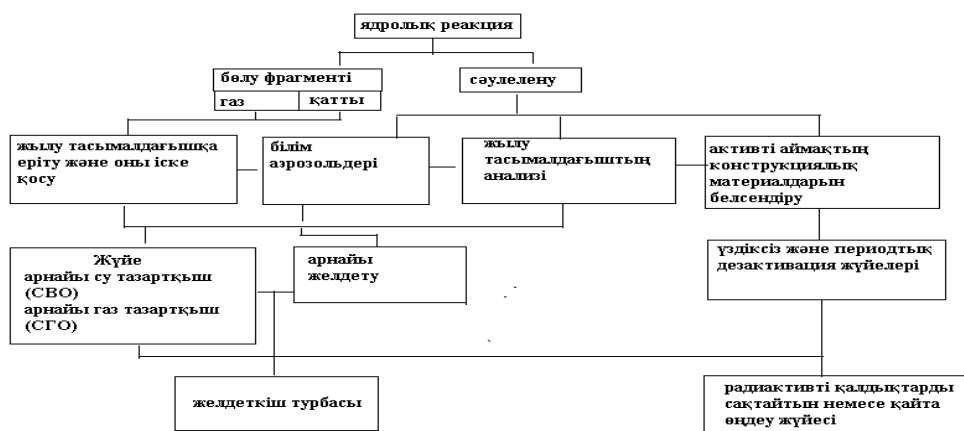 ядролық реакция
бөлу фрагменті
газ
қатты
сәулелену
жылу тасымалдағышқа
еріту және оны іске
қосу
білім
аэрозольдері
жылу
тасымалдағыштың
анализі
активті аймақтың
конструкциялық
материалдарын
белсендіру
Жүйе
арнайы су тазартқыш
(СВО)
арнайы газ тазартқыш
(СГО)
арнайы
желдету
үздіксіз және периодтық
дезактивация жүйелері
желдеткіш турбасы
радиактивті қалдықтарды
сақтайтын немесе қайта
өңдеу жүйесі